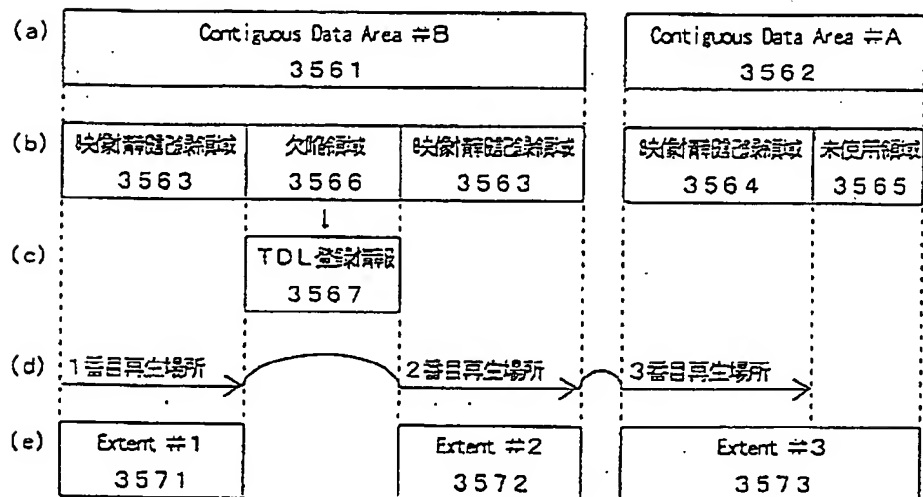 (a)
Contiguous Data Area #B
3561
Contiguous Data Area #A
3562
(b)
映像情報記録領域
3563
欠陥領域
3566
映像情報記録領域
3563
映像情報記録領域
3564
未使用領域
3565
(c)
TDL登録情報
3567
(d)
1番目再生場所
2番目再生場所
3番目再生場所
(e)
Extent #1
3571
Extent #2
3572
Extent #3
3573